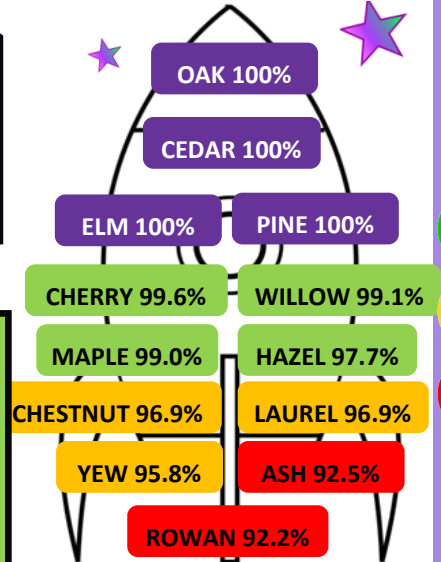 OAK 100%
CEDAR 100%
ELM 100%
PINE 100%
CHERRY 99.6%
WILLOW 99.1%
MAPLE 99.0%
HAZEL 97.7%
CHESTNUT 96.9%
LAUREL 96.9%
YEW 95.8%
ASH 92.5%
ROWAN 92.2%